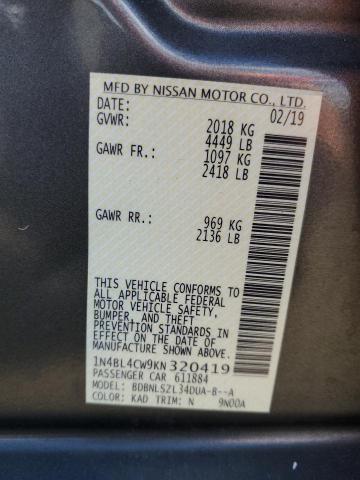 MFD BY NISSAN MOTOR CO., LTD.
DATE: 02/19
GVWR: 2018 KG
4449 LB
GAWR FR.: 1097 KG
2418 LB
GAWR RR.: 969 KG
2136 LB
THIS VEHICLE CONFORMS TO
ALL APPLICABLE FEDERAL
MOTOR VEHICLE SAFETY,
BUMPER, AND THEFT
PREVENTION STANDARDS IN
EFFECT ON THE DATE OF
MANUFACTURE SHOWN ABOVE.
1N4BL4CW9KN320419
PASSENGER CAR 611884
MODEL: BDBNLSZL34DUA-B--A
COLOR: KAD TRIM: N 9N00A